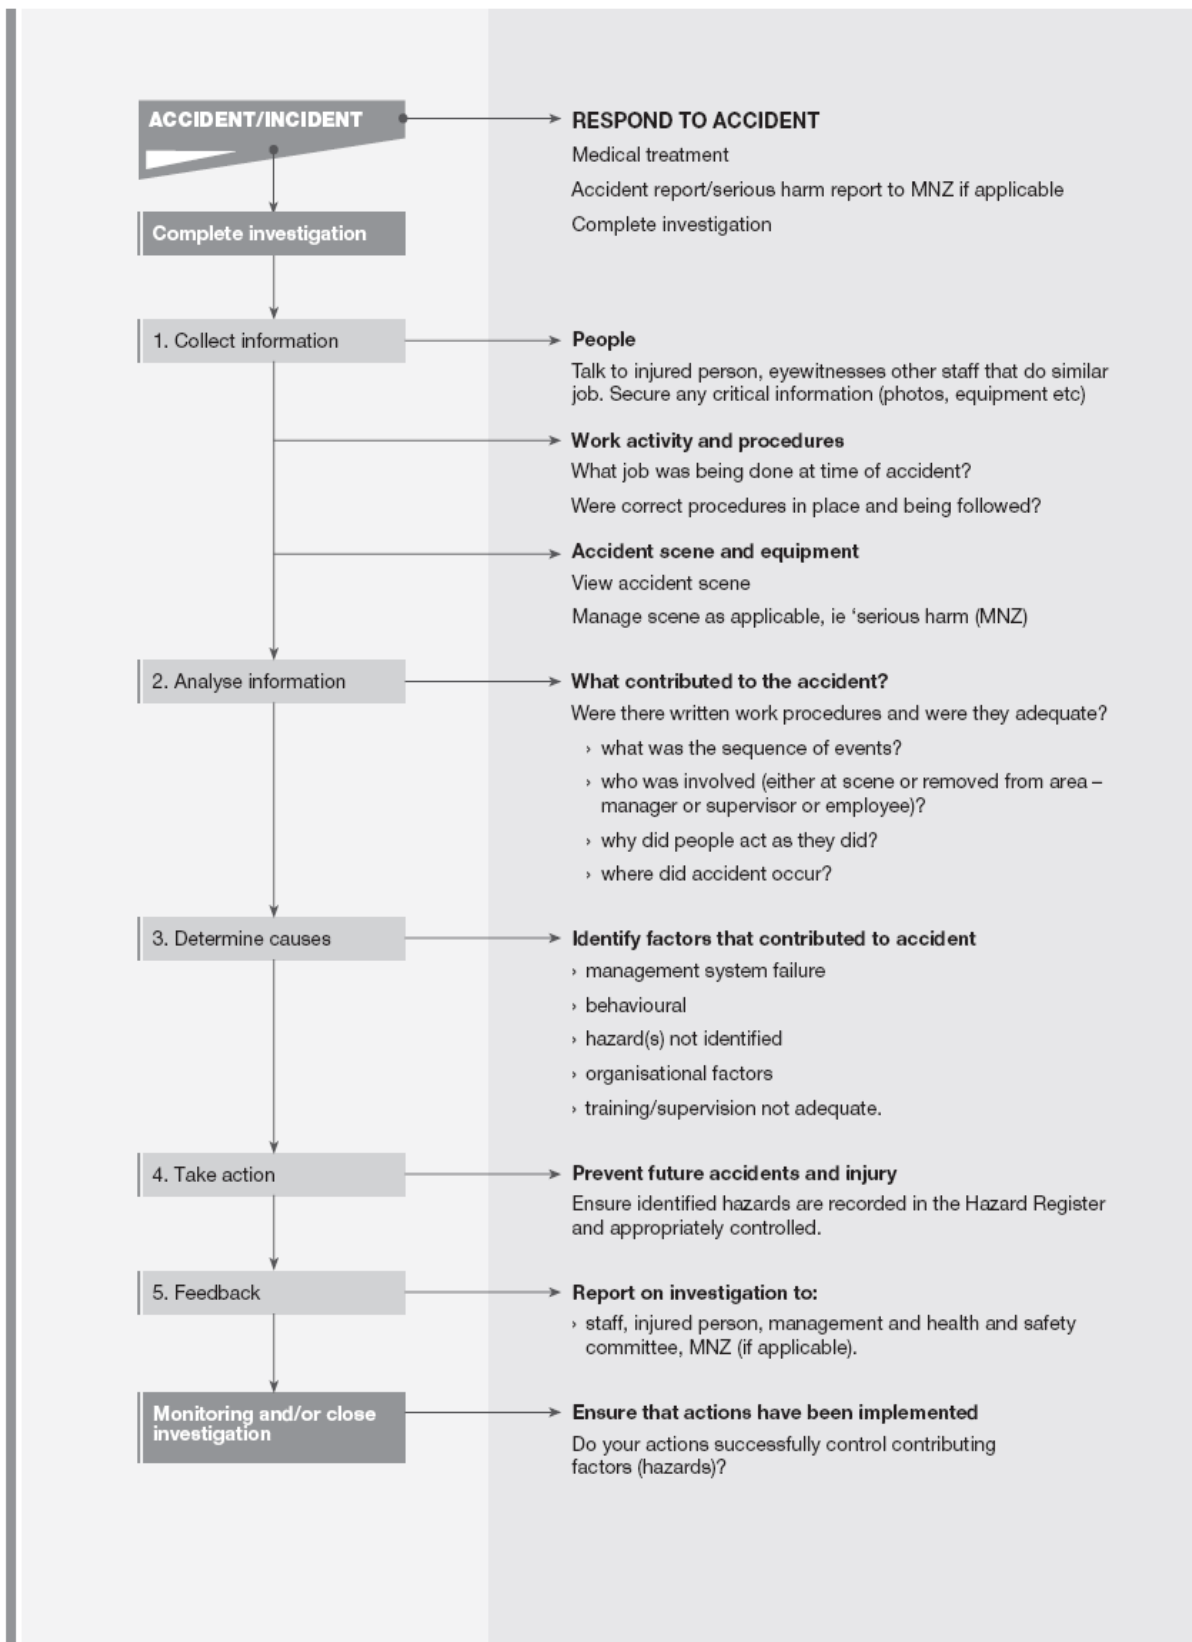 ACCIDENT/INCIDENT
RESPOND TO ACCIDENT
Medical treatment
Accident report/serious harm report to MNZ if applicable
Complete investigation
Complete investigation
1. Collect information
People
Talk to injured person, eyewitnesses other staff that do similar
job. Secure any critical information (photos, equipment etc)
Work activity and procedures
What job was being done at time of accident?
Were correct procedures in place and being followed?
Accident scene and equipment
View accident scene
Manage scene as applicable, ie ‘serious harm (MNZ)
2. Analyse information
What contributed to the accident?
Were there written work procedures and were they adequate?
› what was the sequence of events?
› who was involved (either at scene or removed from area –
manager or supervisor or employee)?
› why did people act as they did?
› where did accident occur?
3. Determine causes
Identify factors that contributed to accident
› management system failure
› behavioural
› hazard(s) not identified
› organisational factors
› training/supervision not adequate.
4. Take action
Prevent future accidents and injury
Ensure identified hazards are recorded in the Hazard Register
and appropriately controlled.
5. Feedback
Report on investigation to:
› staff, injured person, management and health and safety
committee, MNZ (if applicable).
Monitoring and/or close
investigation
Ensure that actions have been implemented
Do your actions successfully control contributing
factors (hazards)?